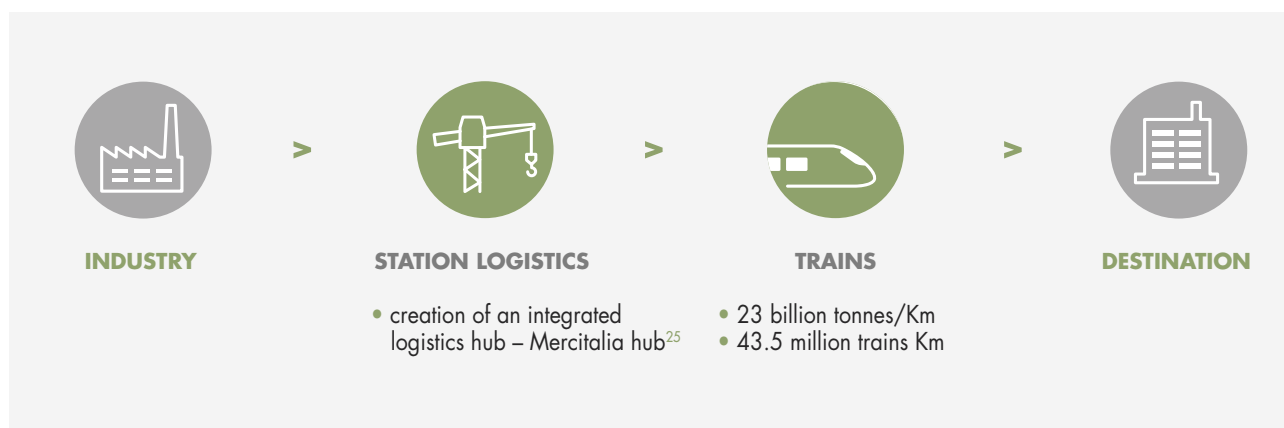 > > >
INDUSTRY
STATION LOGISTICS
TRAINS
DESTINATION
• creation of an integrated
logistics hub – Mercitalia hub25
• 23 billion tonnes/Km
• 43.5 million trains Km